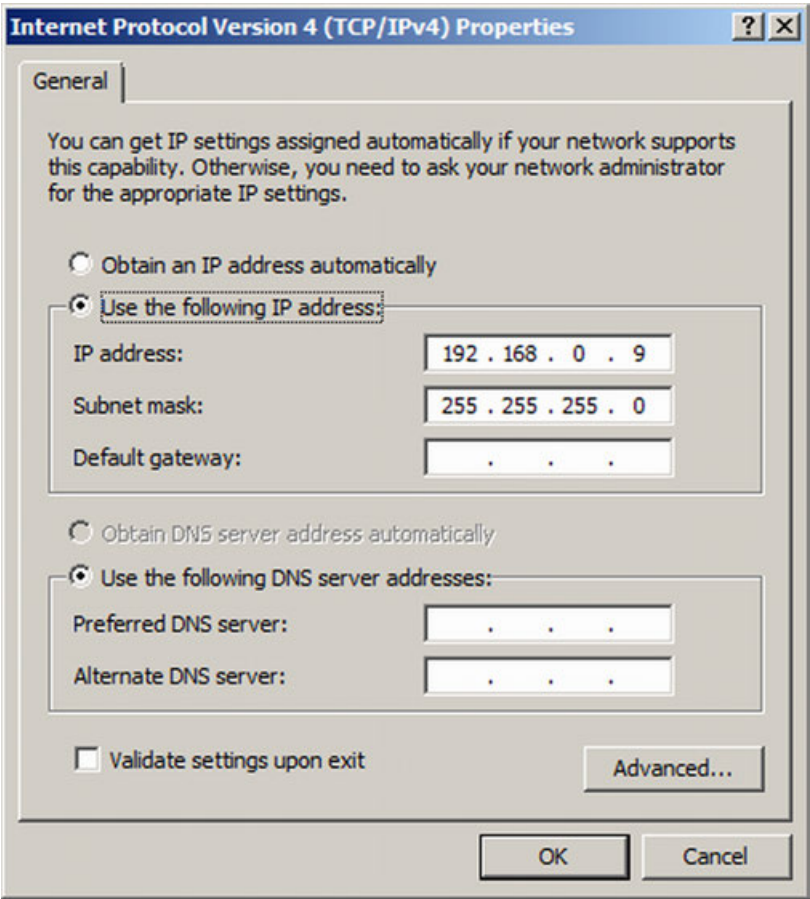 Internet Protocol Version 4 (TCP/IPv4) Properties
General
You can get IP settings assigned automatically if your network supports
this capability. Otherwise, you need to ask your network administrator
for the appropriate IP settings.
Obtain an IP address automatically
Use the following IP address:
IP address: 192 . 168 . 0 . 9
Subnet mask: 255 . 255 . 255 . 0
Default gateway: . . .
Obtain DNS server address automatically
Use the following DNS server addresses:
Preferred DNS server: . . .
Alternate DNS server: . . .
Validate settings upon exit
Advanced...
OK Cancel